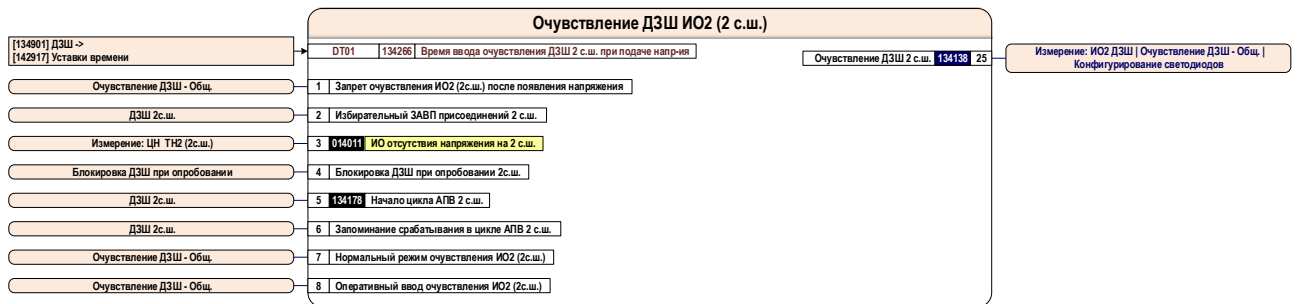 Очувствление ДЗШ ИО2 (2 с.ш.)
[134901] ДЗШ ->
[142917] Уставки времени
DT01 134266 Время ввода очувствления ДЗШ 2 с.ш. при подаче напр-ия
Очувствление ДЗШ 2 с.ш. 134138 25
Измерение: ИО2 ДЗШ | Очувствление ДЗШ - Общ. |
Конфигурирование светодиодов
Очувствление ДЗШ - Общ. 1 Запрет очувствления ИО2 (2с.ш.) после появления напряжения
ДЗШ 2с.ш. 2 Избирательный ЗАВП присоединений 2 с.ш.
Измерение: ЦН ТН2 (2с.ш.) 3 014011 ИО отсутствия напряжения на 2 с.ш.
Блокировка ДЗШ при опробовании 4 Блокировка ДЗШ при опробовании 2с.ш.
ДЗШ 2с.ш. 5 134178 Начало цикла АПВ 2 с.ш.
ДЗШ 2с.ш. 6 Запоминание срабатывания в цикле АПВ 2 с.ш.
Очувствление ДЗШ - Общ. 7 Нормальный режим очувствления ИО2 (2с.ш.)
Очувствление ДЗШ - Общ. 8 Оперативный ввод очувствления ИО2 (2с.ш.)